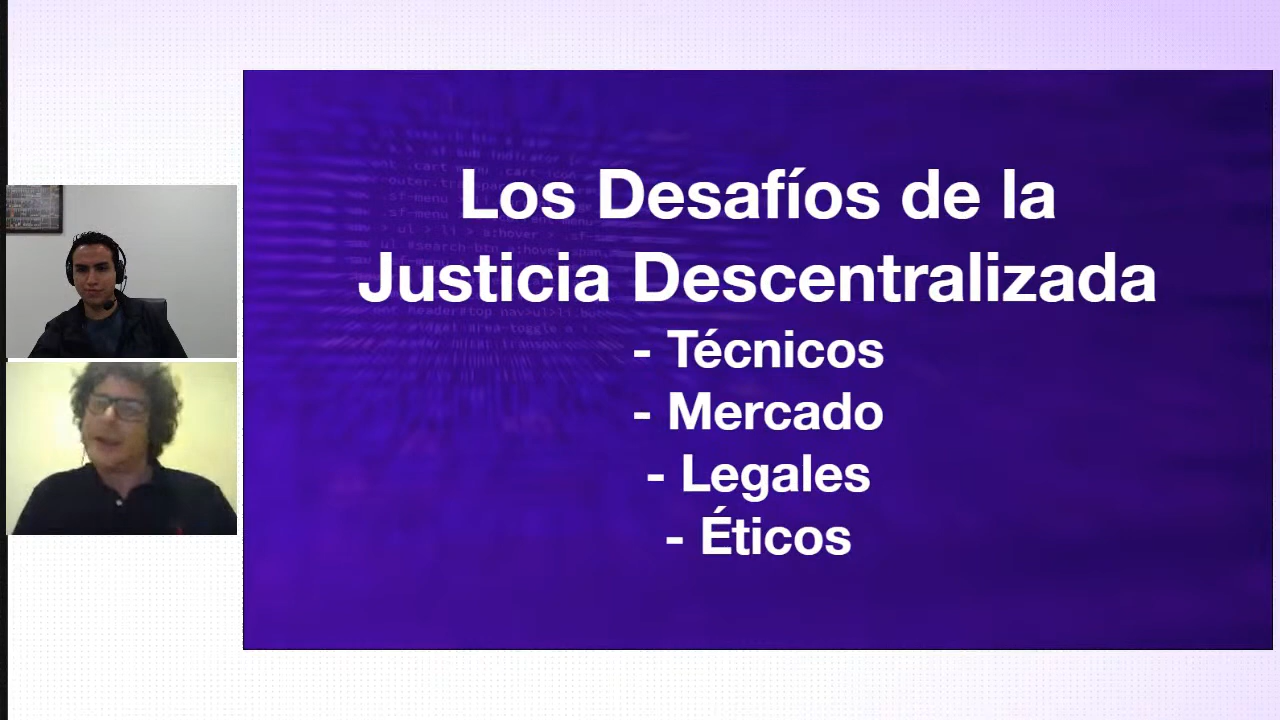 Los Desafíos de la
Justicia Descentralizada
- Técnicos
- Mercado
- Legales
- Éticos